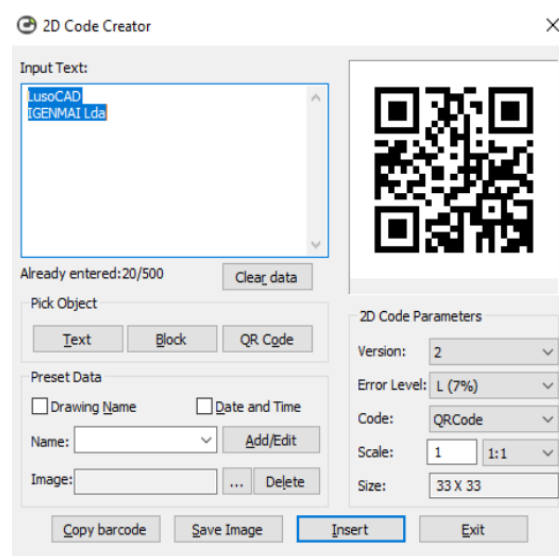 2D Code Creator
Input Text:
LusoCAD
IGENMAI Lda
Already entered:20/500
Clear data
Pick Object
Text Block QR Code
Preset Data
Drawing Name Date and Time
Name: Add/Edit
Image: ... Delete
2D Code Parameters
Version: 2
Error Level: L (7%)
Code: QRCode
Scale: 1 1:1
Size: 33 X 33
Copy barcode Save Image Insert Exit